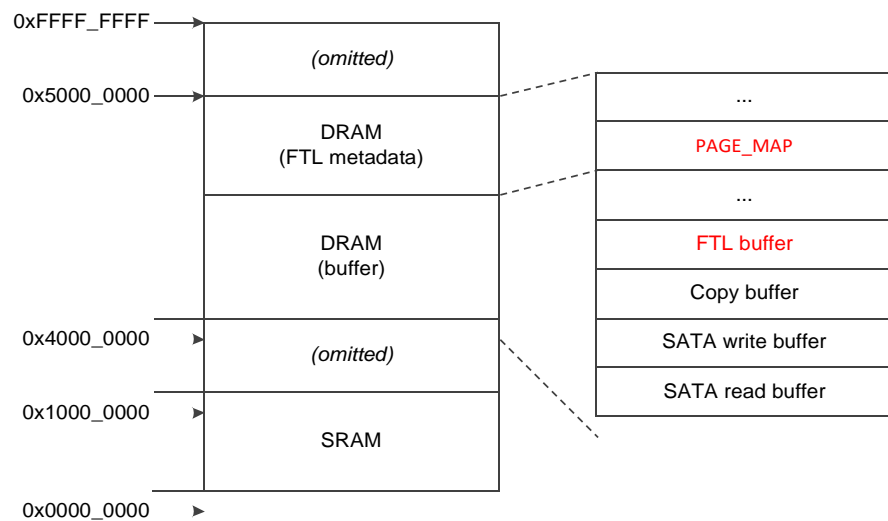 0xFFFF_FFFF
(omitted)
0x5000_0000
DRAM
(FTL metadata)
DRAM
(buffer)
0x4000_0000
(omitted)
0x1000_0000
SRAM
0x0000_0000
...
PAGE_MAP
...
FTL buffer
Copy buffer
SATA write buffer
SATA read buffer